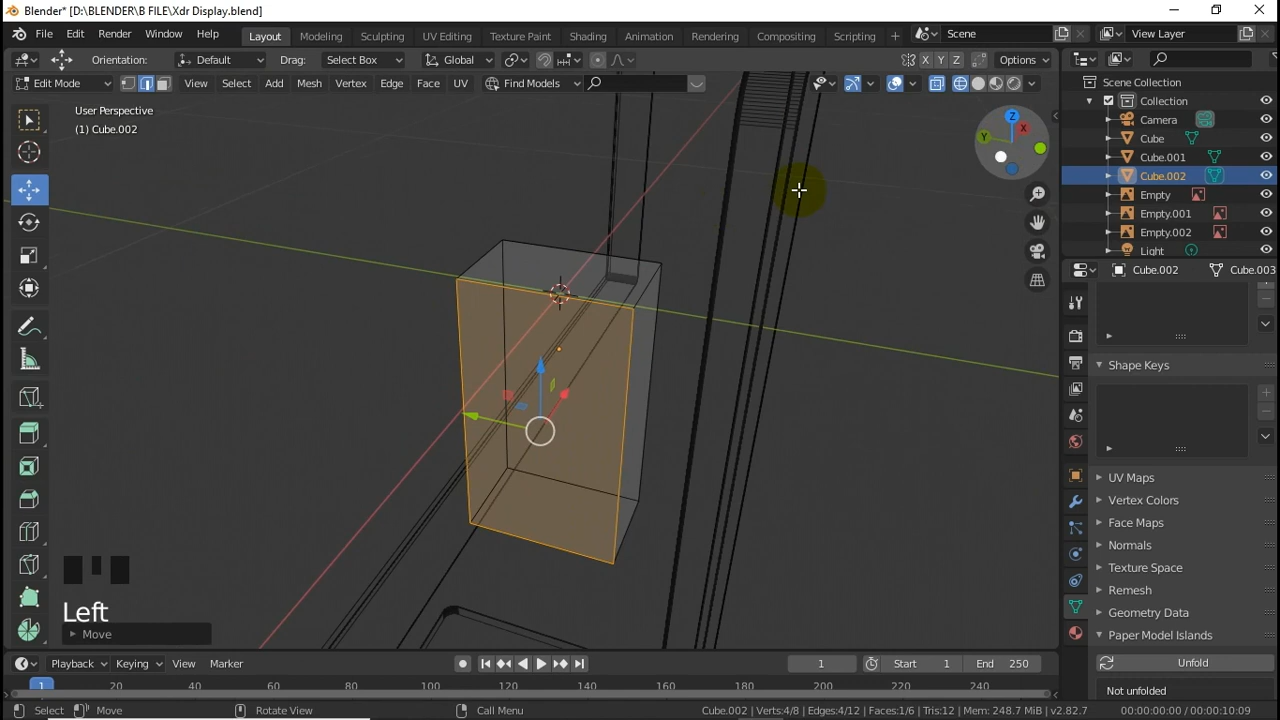 Blender* [D:\BLENDER\B FILE\Xdr Display.blend]
File Edit Render Window Help Layout Modeling Sculpting UV Editing Texture Paint Shading Animation Rendering Compositing Scripting + Scene View Layer
Orientation: Default Drag: Select Box Global X Y Z Options
Edit Mode View Select Add Mesh Vertex Edge Face UV Find Models
User Perspective
(1) Cube.002
Z
X
Y
Scene Collection
Collection
Camera
Cube
Cube.001
Cube.002
Empty
Empty.001
Empty.002
Light
Cube.002 Cube.003
Shape Keys
UV Maps
Vertex Colors
Face Maps
Normals
Texture Space
Remesh
Geometry Data
Paper Model Islands
Unfold
Not unfolded
Left
Move
Playback Keying View Marker 1 Start 1 End 250
1 20 40 60 80 100 120 140 160 180 200 220 240
Select Move Rotate View Call Menu Cube.002 | Verts:4/8 | Edges:4/12 | Faces:1/6 | Tris:12 | Mem: 248.7 MiB | v2.82.7 00:00:00:00 / 00:00:10:09